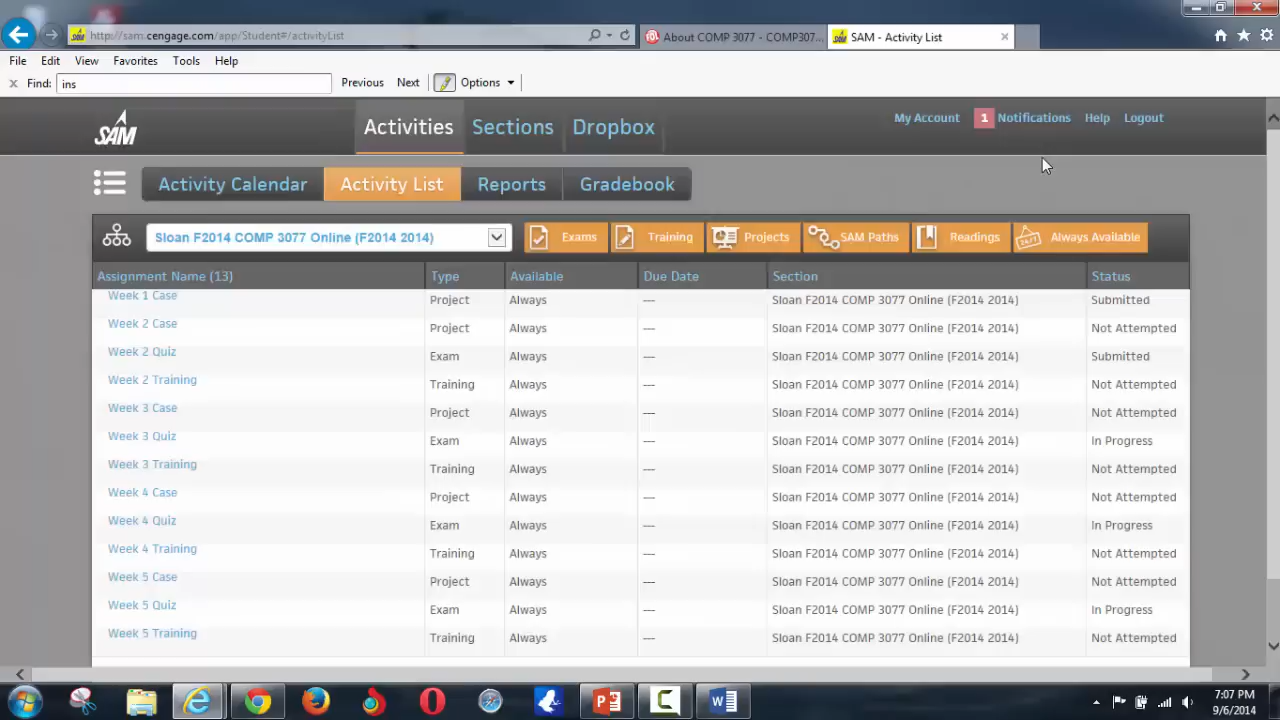 http://sam.cengage.com/app/Student#/activityList
About COMP 3077 - COMP307...
SAM - Activity List
File Edit View Favorites Tools Help
Find: ins Previous Next Options
SAM
Activities Sections Dropbox
My Account 1 Notifications Help Logout
Activity Calendar Activity List Reports Gradebook
Sloan F2014 COMP 3077 Online (F2014 2014) Exams Training Projects SAM Paths Readings 24/7 Always Available
Assignment Name (13) Type Available Due Date Section Status
Week 1 Case Project Always --- Sloan F2014 COMP 3077 Online (F2014 2014) Submitted
Week 2 Case Project Always --- Sloan F2014 COMP 3077 Online (F2014 2014) Not Attempted
Week 2 Quiz Exam Always --- Sloan F2014 COMP 3077 Online (F2014 2014) Submitted
Week 2 Training Training Always --- Sloan F2014 COMP 3077 Online (F2014 2014) Not Attempted
Week 3 Case Project Always --- Sloan F2014 COMP 3077 Online (F2014 2014) Not Attempted
Week 3 Quiz Exam Always --- Sloan F2014 COMP 3077 Online (F2014 2014) In Progress
Week 3 Training Training Always --- Sloan F2014 COMP 3077 Online (F2014 2014) Not Attempted
Week 4 Case Project Always --- Sloan F2014 COMP 3077 Online (F2014 2014) Not Attempted
Week 4 Quiz Exam Always --- Sloan F2014 COMP 3077 Online (F2014 2014) In Progress
Week 4 Training Training Always --- Sloan F2014 COMP 3077 Online (F2014 2014) Not Attempted
Week 5 Case Project Always --- Sloan F2014 COMP 3077 Online (F2014 2014) Not Attempted
Week 5 Quiz Exam Always --- Sloan F2014 COMP 3077 Online (F2014 2014) In Progress
Week 5 Training Training Always --- Sloan F2014 COMP 3077 Online (F2014 2014) Not Attempted
7:07 PM
9/6/2014